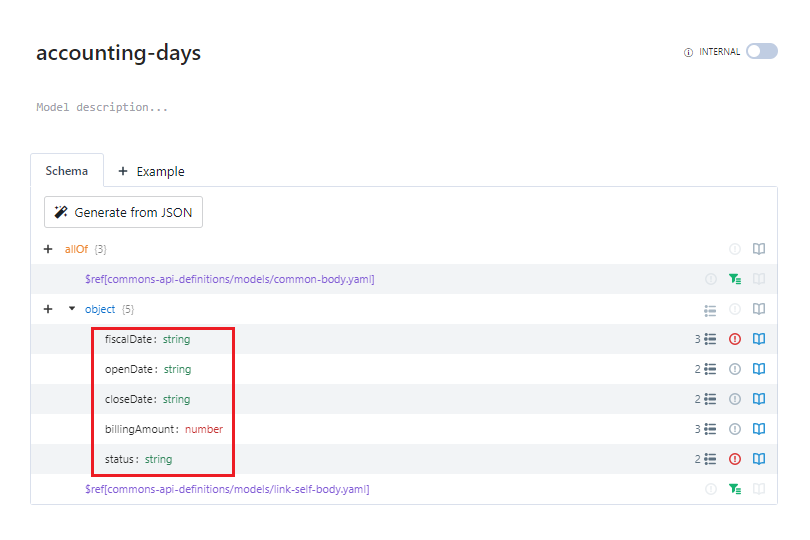 accounting-days
INTERNAL
Model description...
Schema
+ Example
Generate from JSON
+ allOf {3}
$ref[commons-api-definitions/models/common-body.yaml]
+ object {5}
fiscalDate: string 3
openDate: string 2
closeDate: string 2
billingAmount: number 3
status: string 2
$ref[commons-api-definitions/models/link-self-body.yaml]